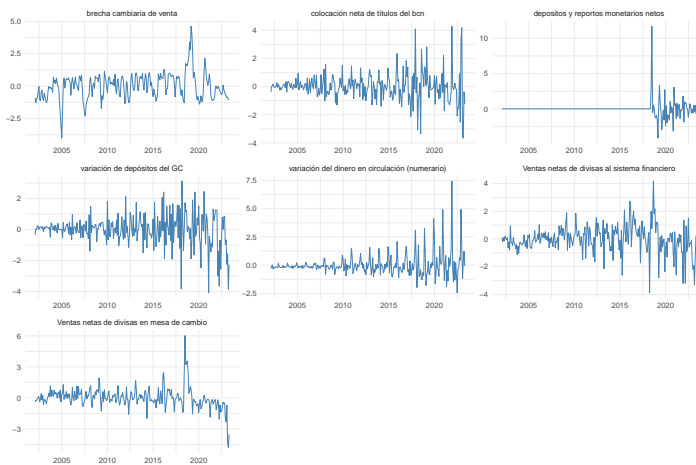 brecha cambiaria de venta
colocación neta de títulos del bcn
depositos y reportos monetarios netos
5.0
2.5
0.0
−2.5
2005 2010 2015 2020
4
2
0
−2
−4
2005 2010 2015 2020
10
5
0
−5
2005 2010 2015 2020
variación de depósitos del GC
variación del dinero en circulación (numerario)
Ventas netas de divisas al sistema financiero
2
0
−2
−4
2005 2010 2015 2020
7.5
5.0
2.5
0.0
−2.5
2005 2010 2015 2020
4
2
0
−2
−4
2005 2010 2015 2020
Ventas netas de divisas en mesa de cambio
6
3
0
−3
2005 2010 2015 2020